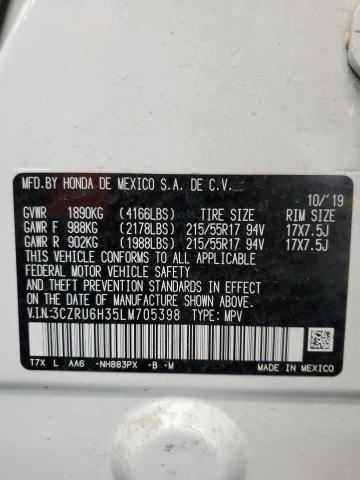 MFD.BY HONDA DE MEXICO S.A. DE C.V. 10/'19
GVWR 1890KG (4166LBS) TIRE SIZE RIM SIZE
GAWR F 988KG (2178LBS) 215/55R17 94V 17X7.5J
GAWR R 902KG (1988LBS) 215/55R17 94V 17X7.5J
THIS VEHICLE CONFORMS TO ALL APPLICABLE
FEDERAL MOTOR VEHICLE SAFETY, BUMPER, AND
THEFT PREVENTION STANDARDS IN EFFECT ON THE
DATE OF MANUFACTURE SHOWN ABOVE.
V.I.N:3CZRU6H35LM705398 TYPE: MPV
T7X L AA6 -NH883PX -B -M MADE IN MEXICO